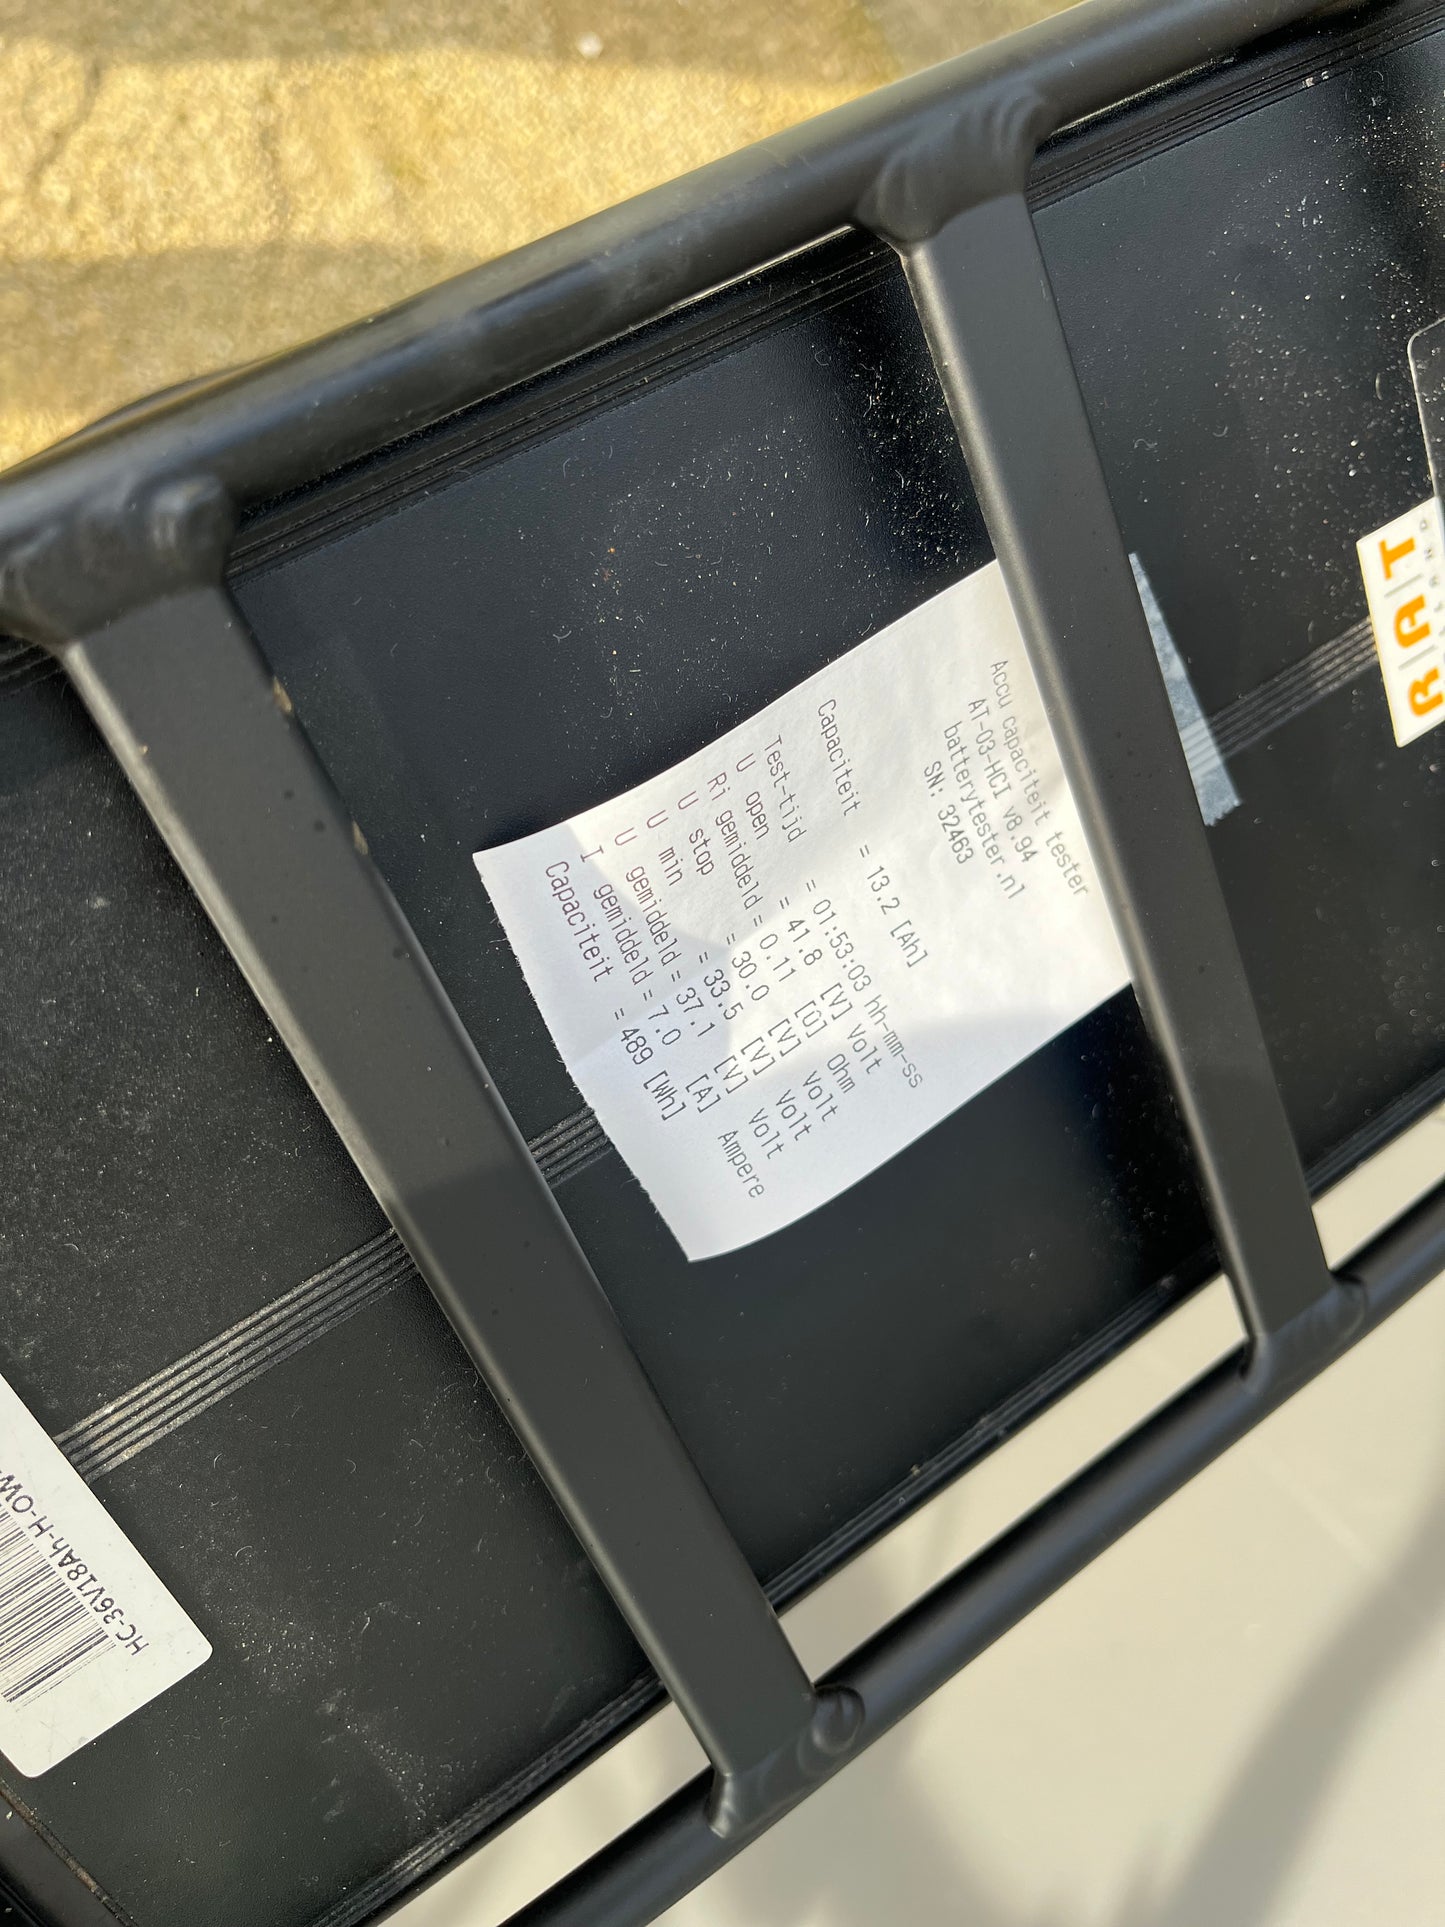 Accu capaciteit tester
AT-03-HCI v8.94
batterytester.nl
SN: 32463
Capaciteit = 13.2 [Ah]
Test-tijd = 01:53:03 hh-mm-ss
U open = 41.8 [V] Volt
Ri gemiddeld = 0.11 [Ω] Ohm
U stop = 30.0 [V] Volt
U min = 33.5 [V] Volt
U gemiddeld = 37.1 [V] Volt
I gemiddeld = 7.0 [A] Ampere
Capaciteit = 489 [Wh]
R|A|T
HC-36V18Ah-H-OW